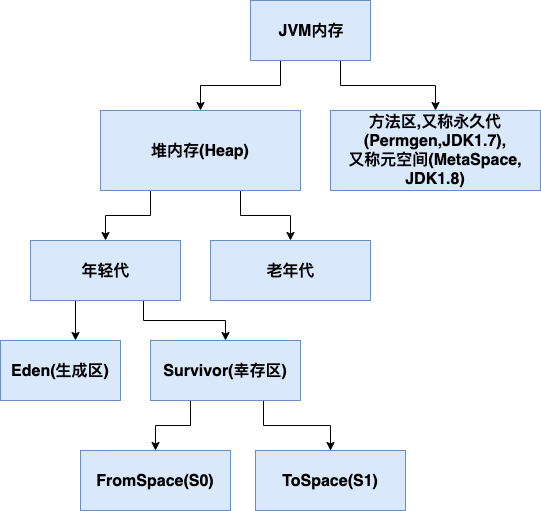 JVM内存
堆内存(Heap)
方法区,又称永久代
(Permgen,JDK1.7),
又称元空间(MetaSpace,
JDK1.8)
年轻代
老年代
Eden(生成区)
Survivor(幸存区)
FromSpace(S0)
ToSpace(S1)